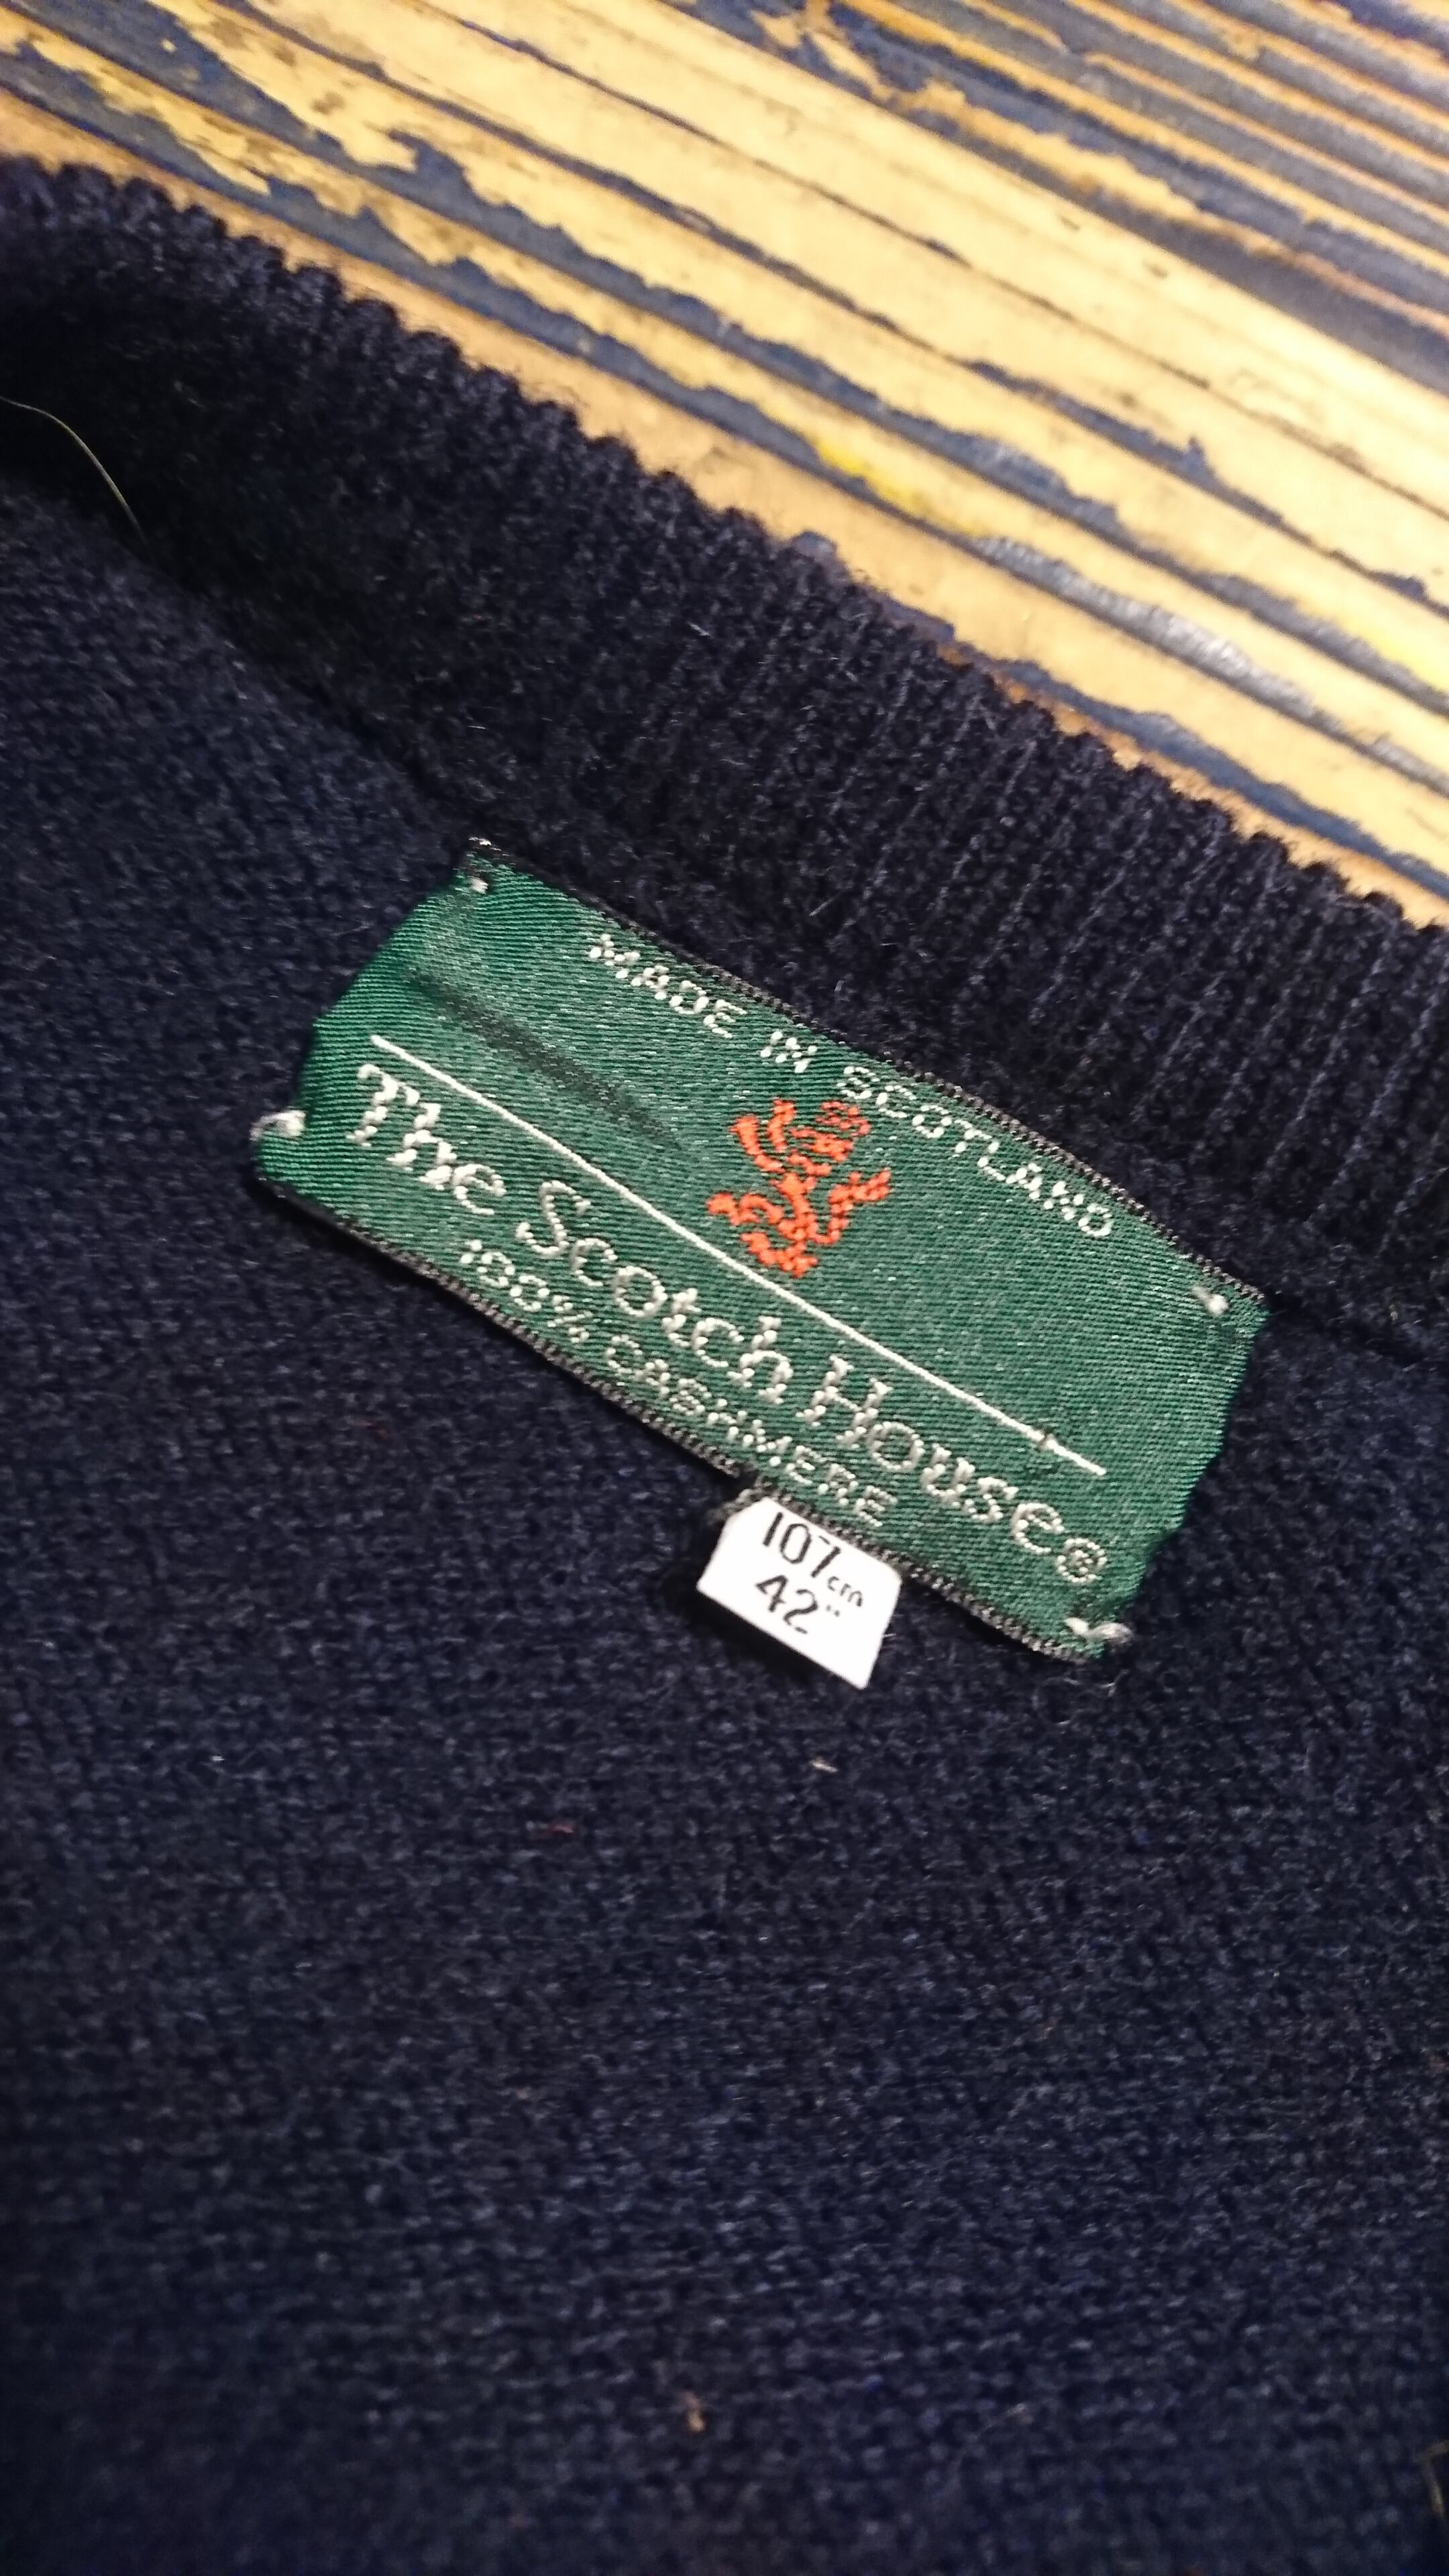 MADE IN SCOTLAND
The Scotch House®
100% CASHMERE
107cm
42"